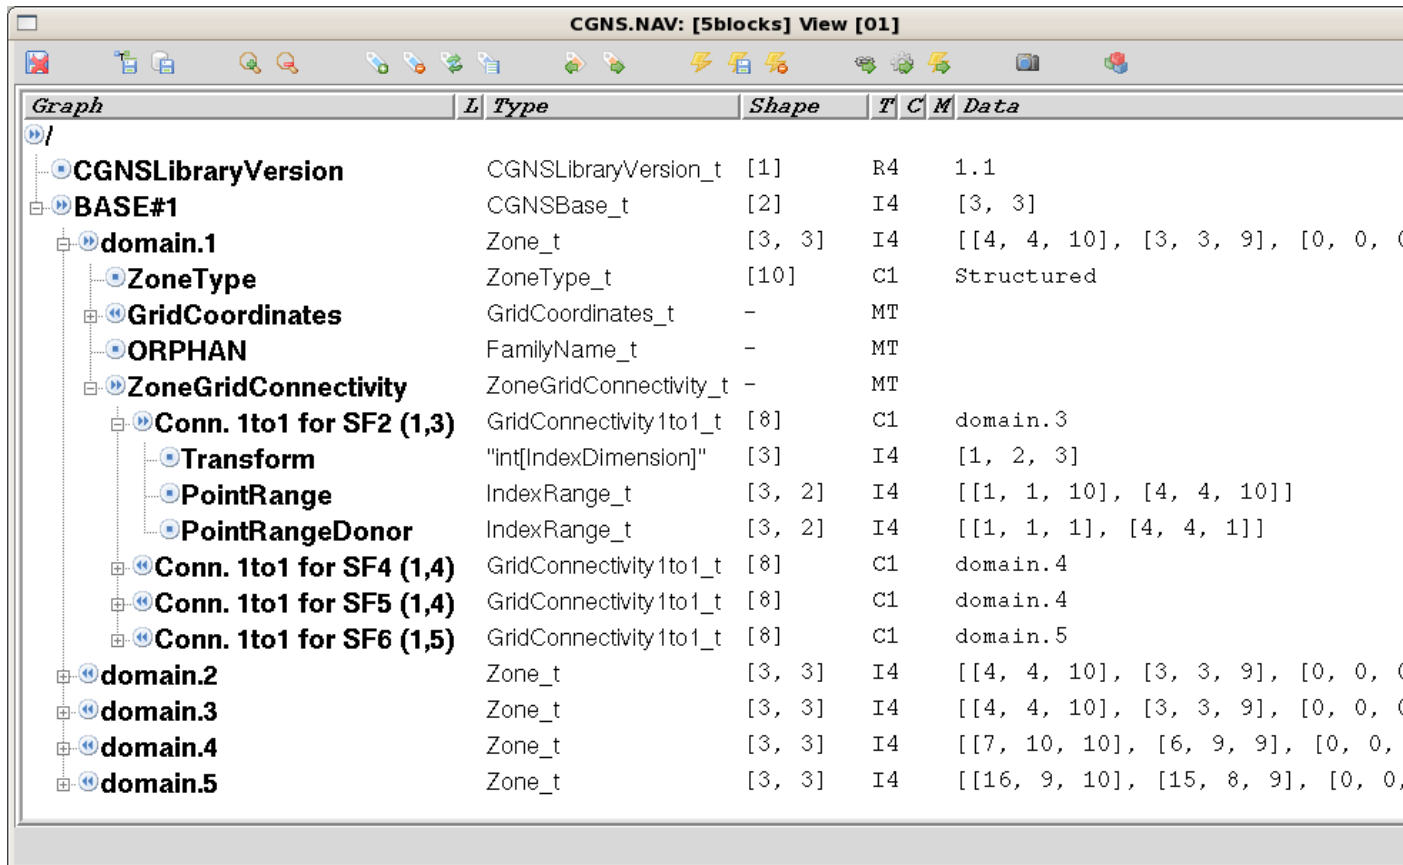 CGNS.NAV: [5blocks] View [01]
Graph L Type Shape T C M Data
/
CGNSLibraryVersion CGNSLibraryVersion_t [1] R4 1.1
BASE#1 CGNSBase_t [2] I4 [3, 3]
domain.1 Zone_t [3, 3] I4 [[4, 4, 10], [3, 3, 9], [0, 0,
ZoneType ZoneType_t [10] C1 Structured
GridCoordinates GridCoordinates_t - MT
ORPHAN FamilyName_t - MT
ZoneGridConnectivity ZoneGridConnectivity_t - MT
Conn. 1to1 for SF2 (1,3) GridConnectivity1to1_t [8] C1 domain.3
Transform "int[IndexDimension]" [3] I4 [1, 2, 3]
PointRange IndexRange_t [3, 2] I4 [[1, 1, 10], [4, 4, 10]]
PointRangeDonor IndexRange_t [3, 2] I4 [[1, 1, 1], [4, 4, 1]]
Conn. 1to1 for SF4 (1,4) GridConnectivity1to1_t [8] C1 domain.4
Conn. 1to1 for SF5 (1,4) GridConnectivity1to1_t [8] C1 domain.4
Conn. 1to1 for SF6 (1,5) GridConnectivity1to1_t [8] C1 domain.5
domain.2 Zone_t [3, 3] I4 [[4, 4, 10], [3, 3, 9], [0, 0,
domain.3 Zone_t [3, 3] I4 [[4, 4, 10], [3, 3, 9], [0, 0,
domain.4 Zone_t [3, 3] I4 [[7, 10, 10], [6, 9, 9], [0, 0,
domain.5 Zone_t [3, 3] I4 [[16, 9, 10], [15, 8, 9], [0, 0,